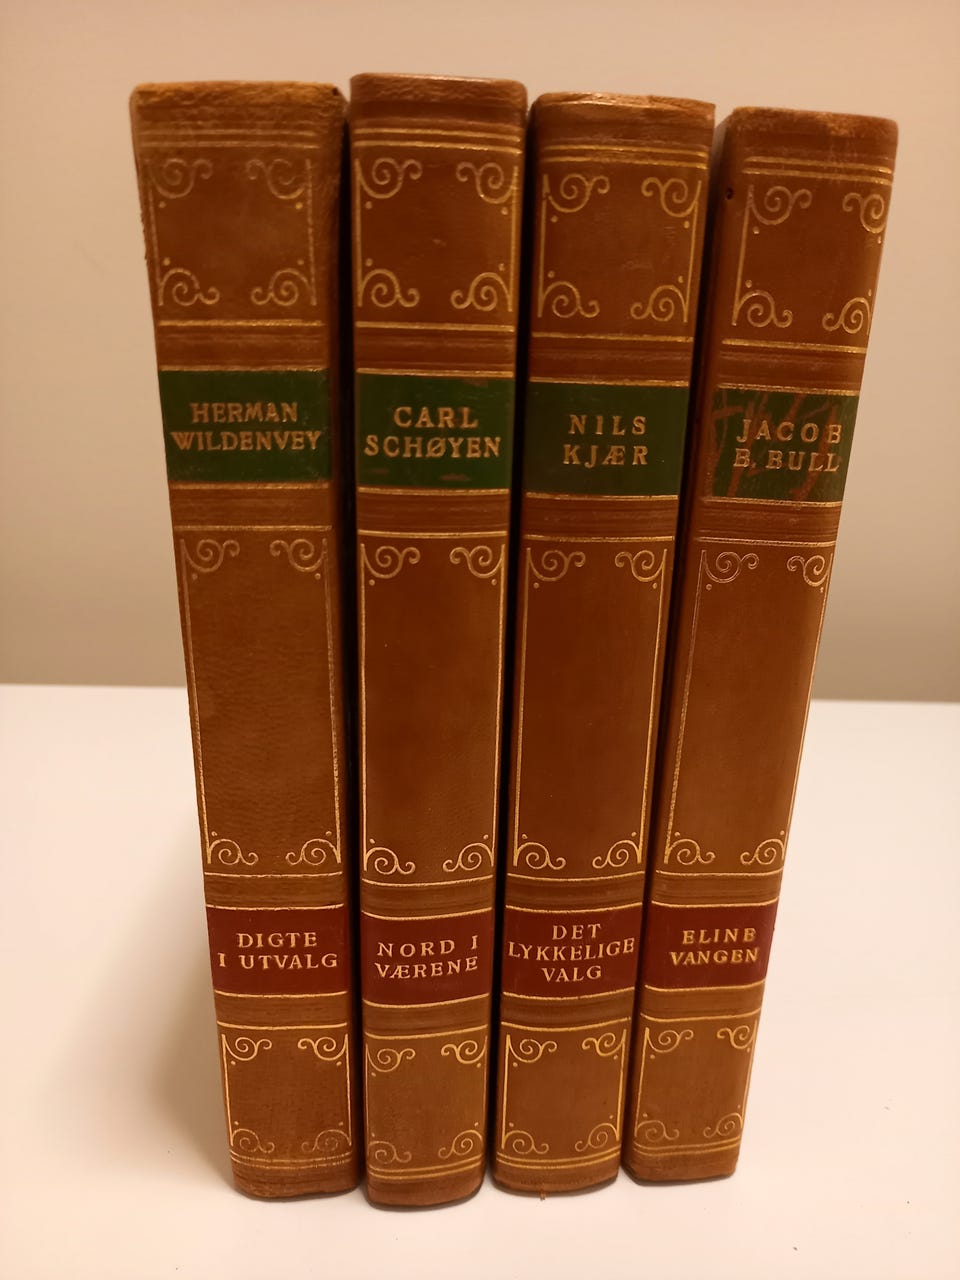 HERMAN
WILDENVEY
DIGTE
I UTVALG
CARL
SCHØYEN
NORD I
VÆRENE
NILS
KJÆR
DET
LYKKELIGE
VALG
JACOB
B. BULL
ELINE
VANGEN